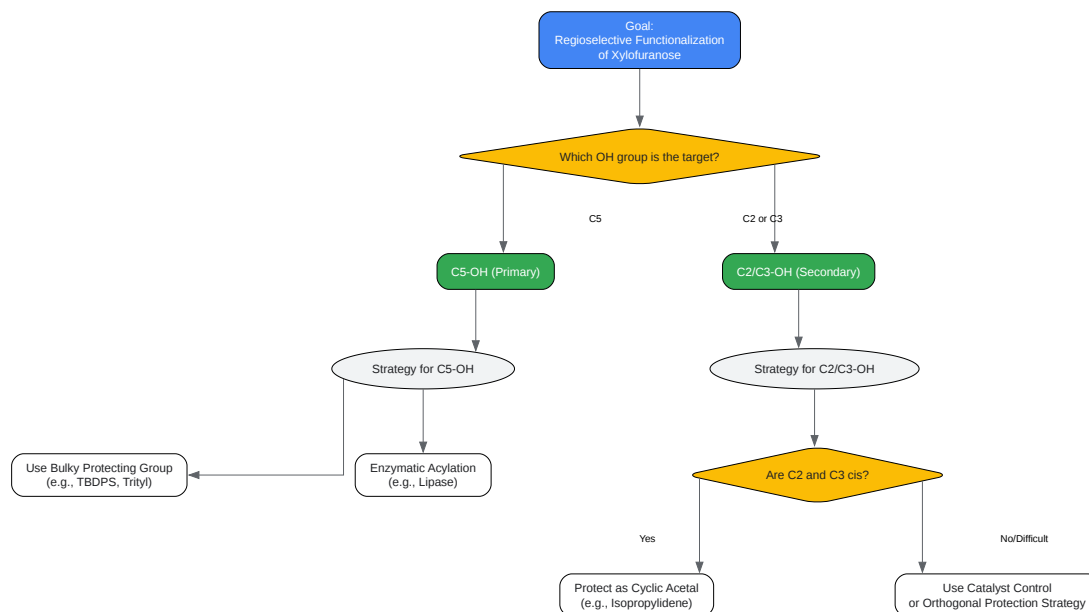 Goal:
Regioselective Functionalization
of Xylofuranose
Which OH group is the target?
C5
C2 or C3
C5-OH (Primary)
C2/C3-OH (Secondary)
Strategy for C5-OH
Strategy for C2/C3-OH
Use Bulky Protecting Group
(e.g., TBDPS, Trityl)
Enzymatic Acylation
(e.g., Lipase)
Are C2 and C3 cis?
Yes
No/Difficult
Protect as Cyclic Acetal
(e.g., Isopropylidene)
Use Catalyst Control
or Orthogonal Protection Strategy